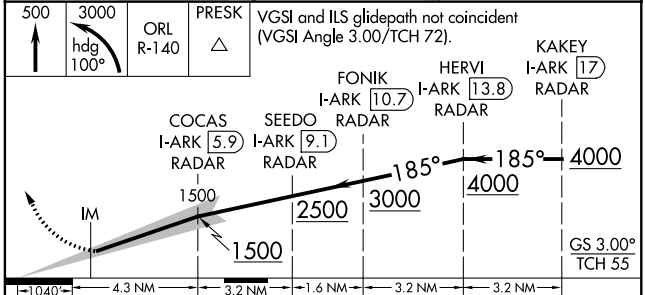 500
3000
hdg
100°
ORL
R-140
PRESK
VGSI and ILS glidepath not coincident
(VGSI Angle 3.00/TCH 72).
KAKEY
I-ARK 17
RADAR
HERVI
I-ARK 13.8
RADAR
FONIK
I-ARK 10.7
RADAR
SEEDO
I-ARK 9.1
RADAR
COCAS
I-ARK 5.9
RADAR
185°
185°
4000
4000
3000
2500
1500
1500
IM
GS 3.00°
TCH 55
1040'
4.3 NM
3.2 NM
1.6 NM
3.2 NM
3.2 NM